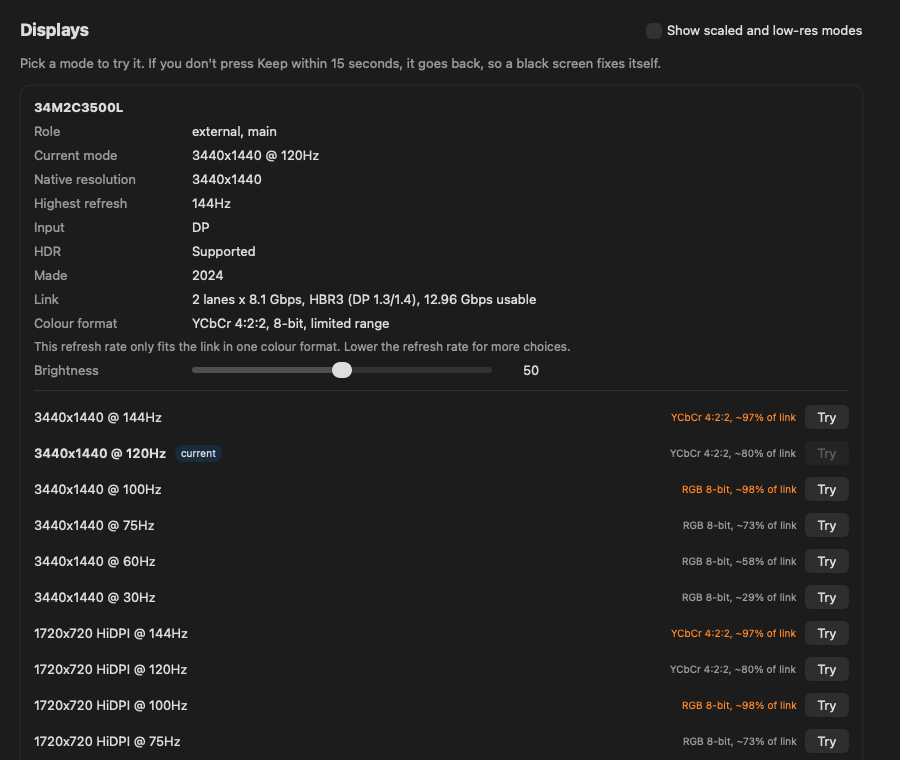 Displays
Show scaled and low-res modes
Pick a mode to try it. If you don't press Keep within 15 seconds, it goes back, so a black screen fixes itself.
34M2C3500L
Role external, main
Current mode 3440x1440 @ 120Hz
Native resolution 3440x1440
Highest refresh 144Hz
Input DP
HDR Supported
Made 2024
Link 2 lanes x 8.1 Gbps, HBR3 (DP 1.3/1.4), 12.96 Gbps usable
Colour format YCbCr 4:2:2, 8-bit, limited range
This refresh rate only fits the link in one colour format. Lower the refresh rate for more choices.
Brightness 50
3440x1440 @ 144Hz YCbCr 4:2:2, ~97% of link Try
3440x1440 @ 120Hz current YCbCr 4:2:2, ~80% of link Try
3440x1440 @ 100Hz RGB 8-bit, ~98% of link Try
3440x1440 @ 75Hz RGB 8-bit, ~73% of link Try
3440x1440 @ 60Hz RGB 8-bit, ~58% of link Try
3440x1440 @ 30Hz RGB 8-bit, ~29% of link Try
1720x720 HiDPI @ 144Hz YCbCr 4:2:2, ~97% of link Try
1720x720 HiDPI @ 120Hz YCbCr 4:2:2, ~80% of link Try
1720x720 HiDPI @ 100Hz RGB 8-bit, ~98% of link Try
1720x720 HiDPI @ 75Hz RGB 8-bit, ~73% of link Try